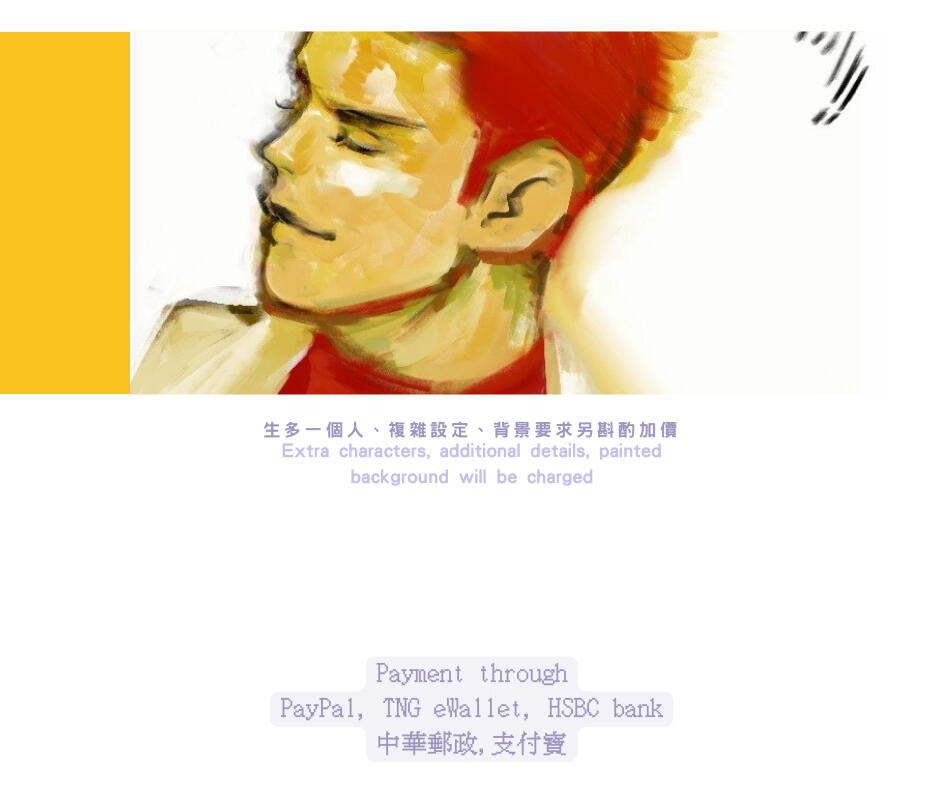 生多一個人、複雜設定、背景要求另斟酌加價
Extra characters, additional details, painted
background will be charged
Payment through
PayPal, TNG eWallet, HSBC bank
中華郵政,支付寶